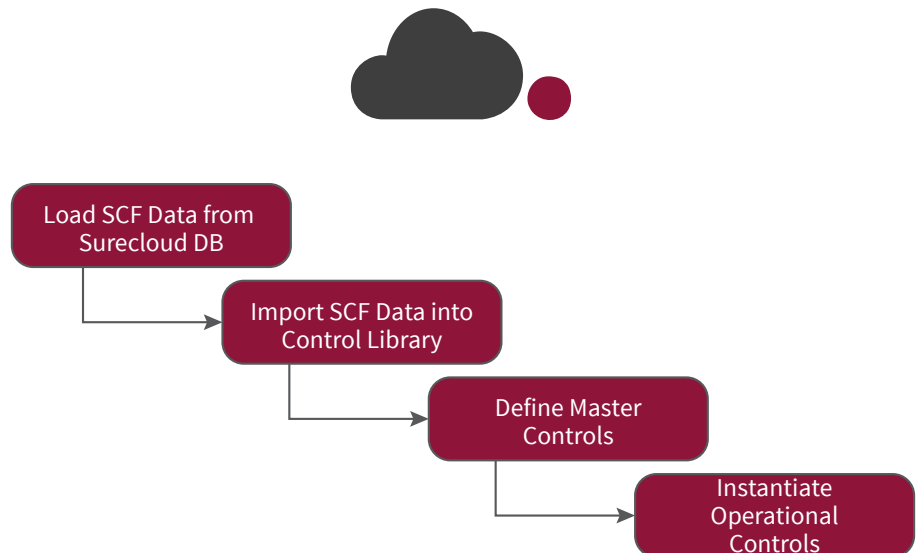 Load SCF Data from
Surecloud DB
Import SCF Data into
Control Library
Define Master
Controls
Instantiate
Operational
Controls